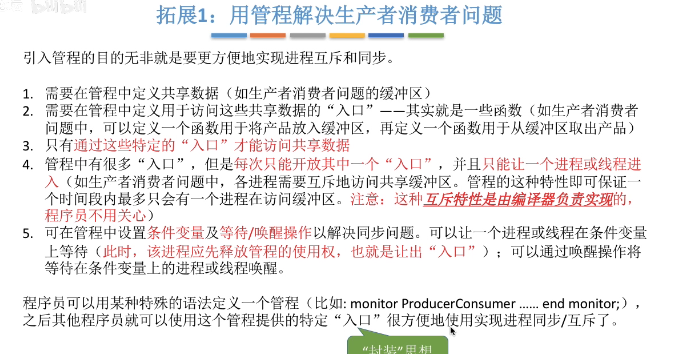 拓展1：用管程解决生产者消费者问题
引入管程的目的无非就是要更方便地实现进程互斥和同步。
1. 需要在管程中定义共享数据（如生产者消费者问题的缓冲区）
2. 需要在管程中定义用于访问这些共享数据的“入口”——其实就是一些函数（如生产者消费者
问题中，可以定义一个函数用于将产品放入缓冲区，再定义一个函数用于从缓冲区取出产品）
3. 只有通过这些特定的“入口”才能访问共享数据
4. 管程中有很多“入口”，但是每次只能开放其中一个“入口”，并且只能让一个进程或线程进
入（如生产者消费者问题中，各进程需要互斥地访问共享缓冲区。管程的这种特性即可保证一
个时间段内最多只会有一个进程在访问缓冲区。注意：这种互斥特性是由编译器负责实现的，
程序员不用关心）
5. 可在管程中设置条件变量及等待/唤醒操作以解决同步问题。可以让一个进程或线程在条件变量
上等待（此时，该进程应先释放管程的使用权，也就是让出“入口”）；可以通过唤醒操作将
等待在条件变量上的进程或线程唤醒。
程序员可以用某种特殊的语法定义一个管程（比如: monitor ProducerConsumer …… end monitor;），
之后其他程序员就可以使用这个管程提供的特定“入口”很方便地使用实现进程同步/互斥了。
“封装”思想